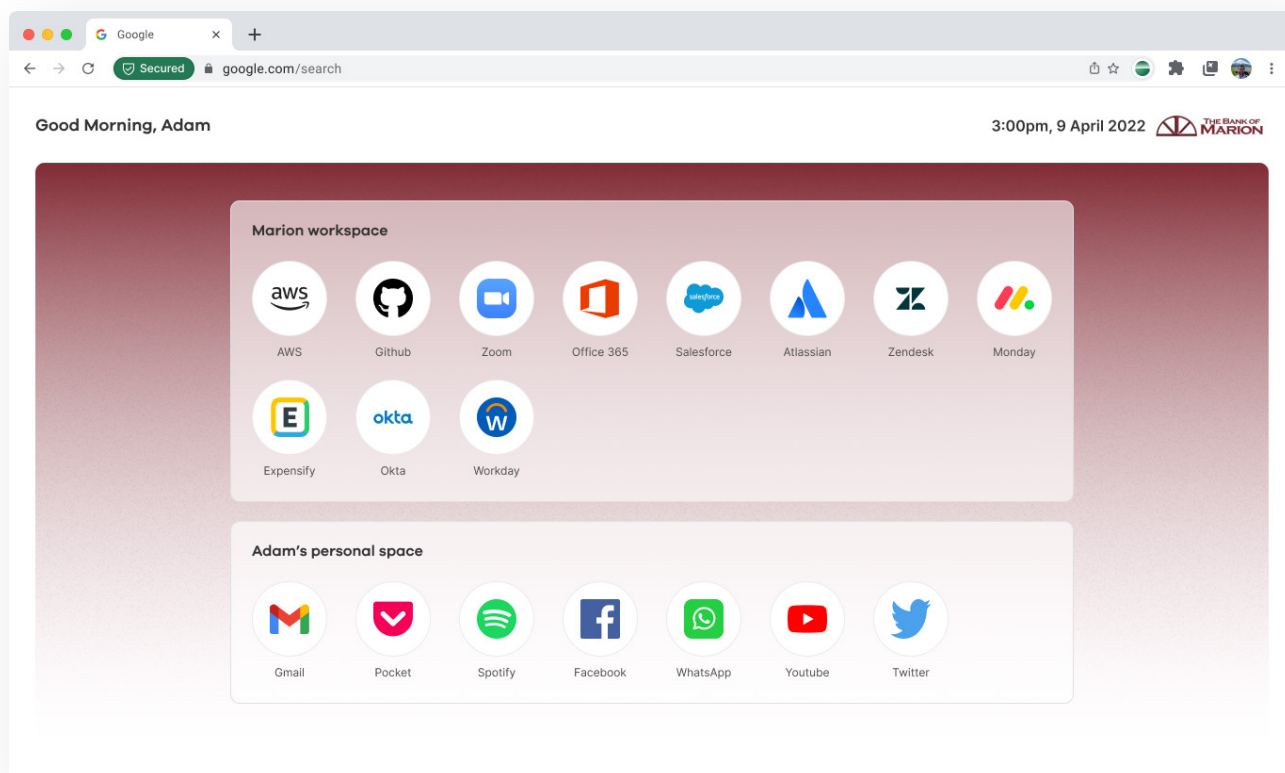 Google
Secured
google.com/search
Good Morning, Adam
3:00pm, 9 April 2022
THE BANK OF
MARION
Marion workspace
aws
salesforce
AWS
Github
Zoom
Office 365
Salesforce
Atlassian
Zendesk
Monday
E
okta
W
Expensify
Okta
Workday
Adam's personal space
Gmail
Pocket
Spotify
Facebook
WhatsApp
Youtube
Twitter